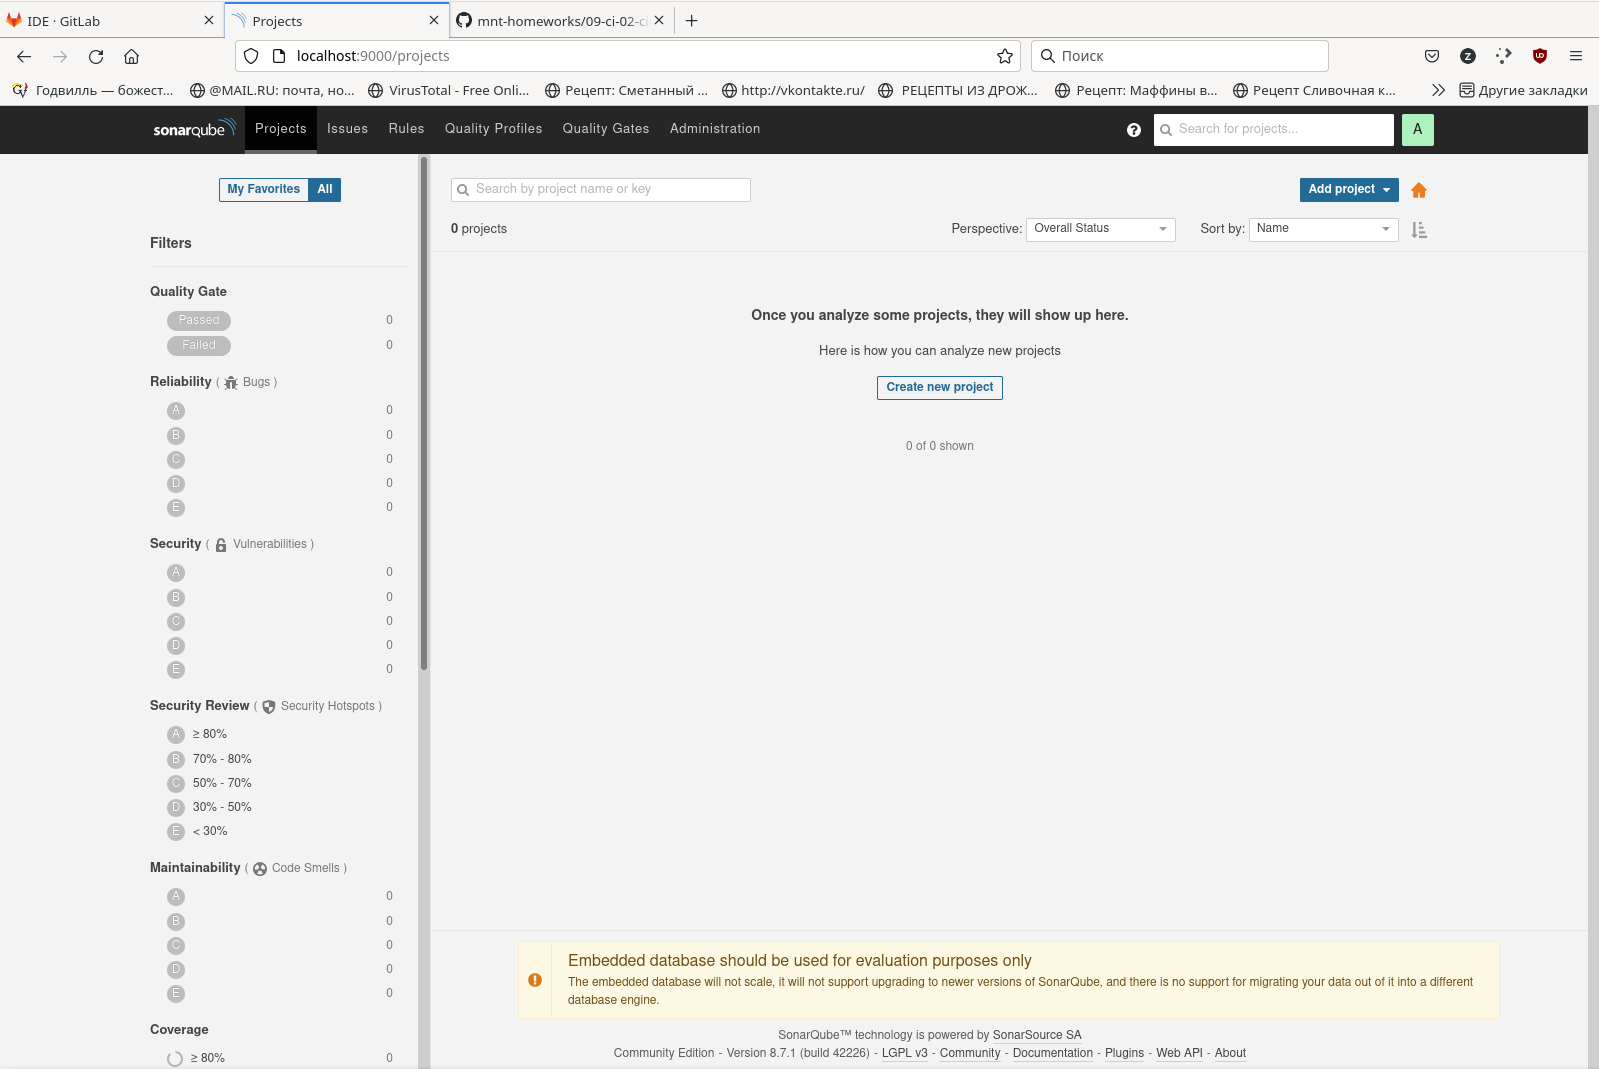 IDE · GitLab
Projects
mnt-homeworks/09-ci-02-ci
localhost:9000/projects
Поиск
Годвилль — божест...
@MAIL.RU: почта, но...
VirusTotal - Free Onli...
Рецепт: Сметанный ...
http://vkontakte.ru/
РЕЦЕПТЫ ИЗ ДРОЖ...
Рецепт: Маффины в...
Рецепт Сливочная к...
Другие закладки
sonarqube
Projects
Issues
Rules
Quality Profiles
Quality Gates
Administration
Search for projects...
A
My Favorites
All
Search by project name or key
Add project
0 projects
Perspective:
Overall Status
Sort by:
Name
Filters
Quality Gate
Passed 0
Failed 0
Reliability ( Bugs )
A 0
B 0
C 0
D 0
E 0
Security ( Vulnerabilities )
A 0
B 0
C 0
D 0
E 0
Security Review ( Security Hotspots )
A ≥ 80%
B 70% - 80%
C 50% - 70%
D 30% - 50%
E < 30%
Maintainability ( Code Smells )
A 0
B 0
C 0
D 0
E 0
Coverage
≥ 80% 0
Once you analyze some projects, they will show up here.
Here is how you can analyze new projects
Create new project
0 of 0 shown
Embedded database should be used for evaluation purposes only
The embedded database will not scale, it will not support upgrading to newer versions of SonarQube, and there is no support for migrating your data out of it into a different
database engine.
SonarQube™ technology is powered by SonarSource SA
Community Edition - Version 8.7.1 (build 42226) - LGPL v3 - Community - Documentation - Plugins - Web API - About